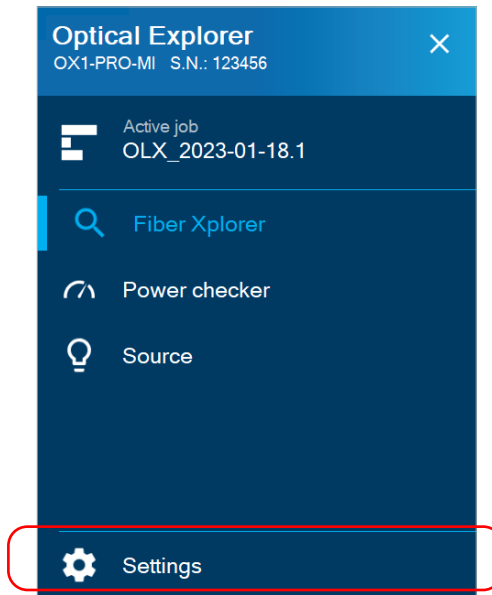 Optical Explorer
OX1-PRO-MI S.N.: 123456
Active job
OLX_2023-01-18.1
Fiber Xplorer
Power checker
Source
Settings